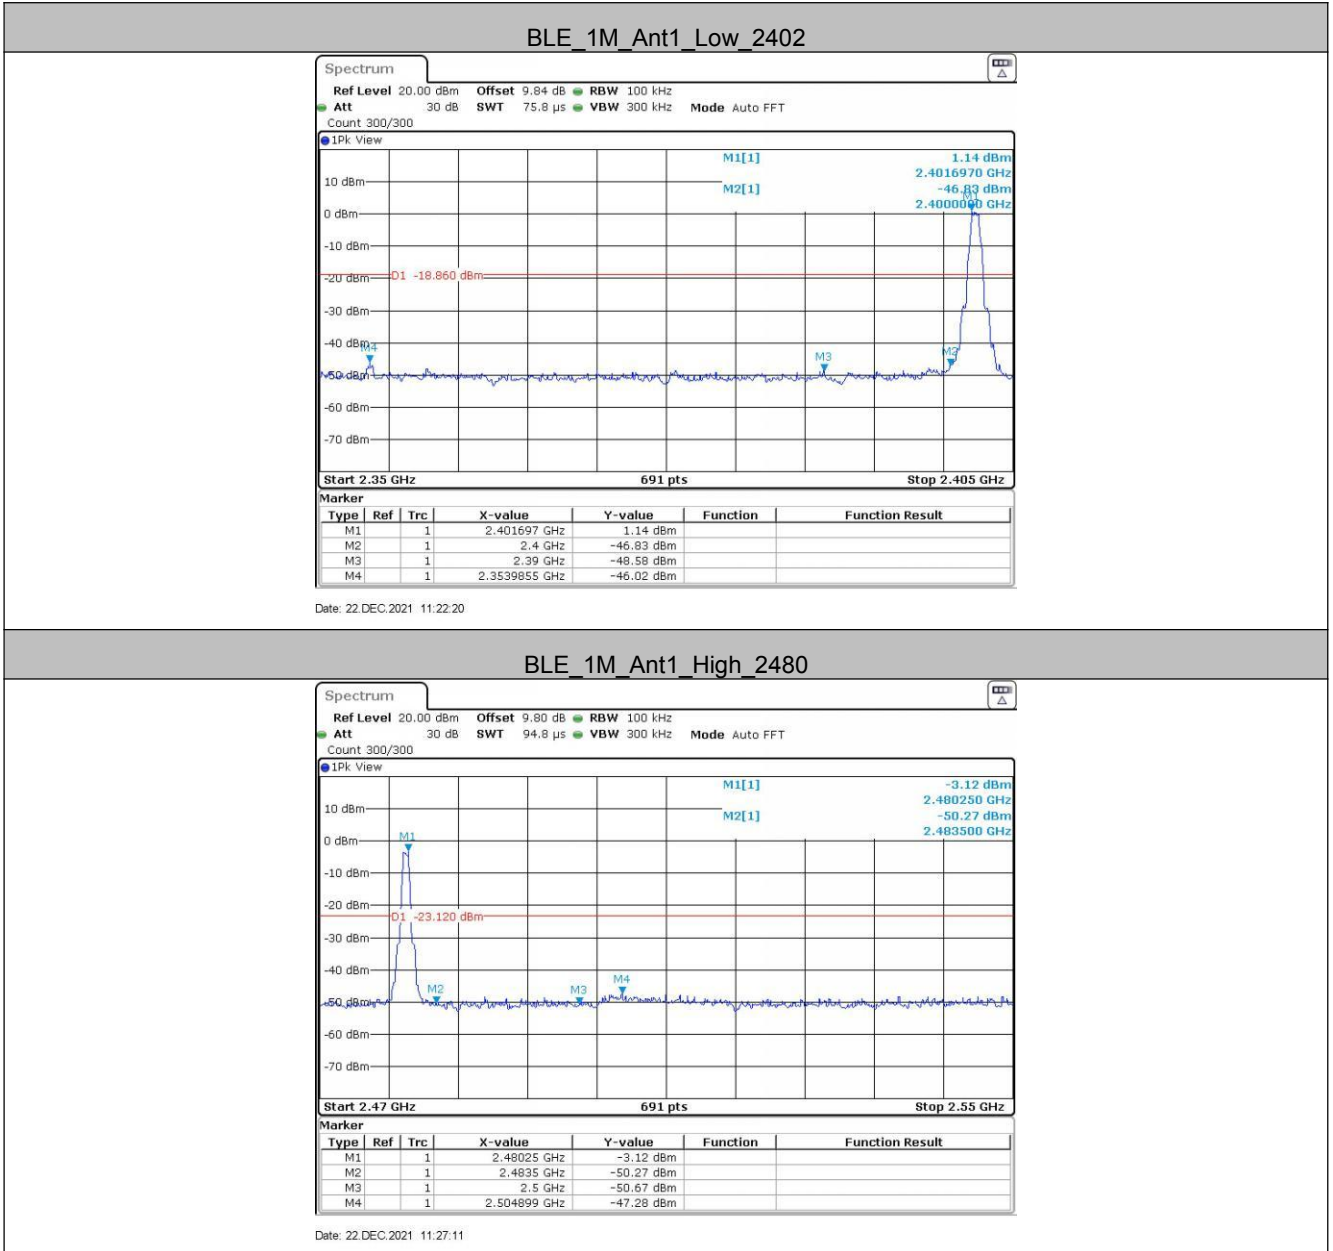 BLE_1M_Ant1_Low_2402
Spectrum
Ref Level 20.00 dBm Offset 9.84 dB RBW 100 kHz
Att 30 dB SWT 75.8 µs VBW 300 kHz Mode Auto FFT
Count 300/300
1Pk View
M1[1] 1.14 dBm
2.4016970 GHz
10 dBm
M2[1] -46.83 dBm
M1
2.4000000 GHz
0 dBm
-10 dBm
-20 dBm
D1 -18.860 dBm
-30 dBm
-40 dBm
M4
M3
M2
-50 dBm
-60 dBm
-70 dBm
Start 2.35 GHz 691 pts Stop 2.405 GHz
Marker
Type Ref Trc X-value Y-value Function Function Result
M1 1 2.401697 GHz 1.14 dBm
M2 1 2.4 GHz -46.83 dBm
M3 1 2.39 GHz -48.58 dBm
M4 1 2.3539855 GHz -46.02 dBm
Date: 22.DEC.2021 11:22:20
BLE_1M_Ant1_High_2480
Spectrum
Ref Level 20.00 dBm Offset 9.80 dB RBW 100 kHz
Att 30 dB SWT 94.8 µs VBW 300 kHz Mode Auto FFT
Count 300/300
1Pk View
M1[1] -3.12 dBm
2.480250 GHz
10 dBm
M2[1] -50.27 dBm
2.483500 GHz
0 dBm
M1
-10 dBm
-20 dBm
D1 -23.120 dBm
-30 dBm
-40 dBm
M4
M2
M3
-50 dBm
-60 dBm
-70 dBm
Start 2.47 GHz 691 pts Stop 2.55 GHz
Marker
Type Ref Trc X-value Y-value Function Function Result
M1 1 2.48025 GHz -3.12 dBm
M2 1 2.4835 GHz -50.27 dBm
M3 1 2.5 GHz -50.67 dBm
M4 1 2.504899 GHz -47.28 dBm
Date: 22.DEC.2021 11:27:11